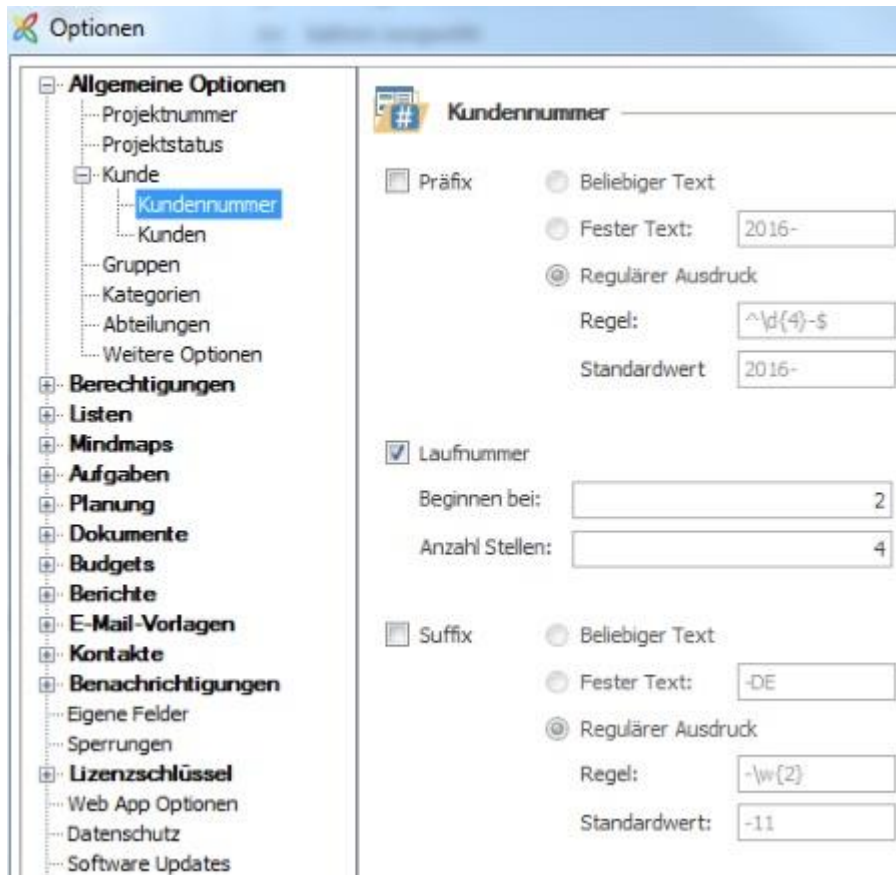 Optionen
Allgemeine Optionen
Projektnummer
Projektstatus
Kunde
Kundennummer
Kunden
Gruppen
Kategorien
Abteilungen
Weitere Optionen
Berechtigungen
Listen
Mindmaps
Aufgaben
Planung
Dokumente
Budgets
Berichte
E-Mail-Vorlagen
Kontakte
Benachrichtigungen
Eigene Felder
Sperrungen
Lizenzschlüssel
Web App Optionen
Datenschutz
Software Updates
# Kundennummer
Präfix Beliebiger Text
Fester Text: 2016-
Regulärer Ausdruck
Regel: ^\d{4}-$
Standardwert 2016-
Laufnummer
Beginnen bei: 2
Anzahl Stellen: 4
Suffix Beliebiger Text
Fester Text: -DE
Regulärer Ausdruck
Regel: -\w{2}
Standardwert: -11